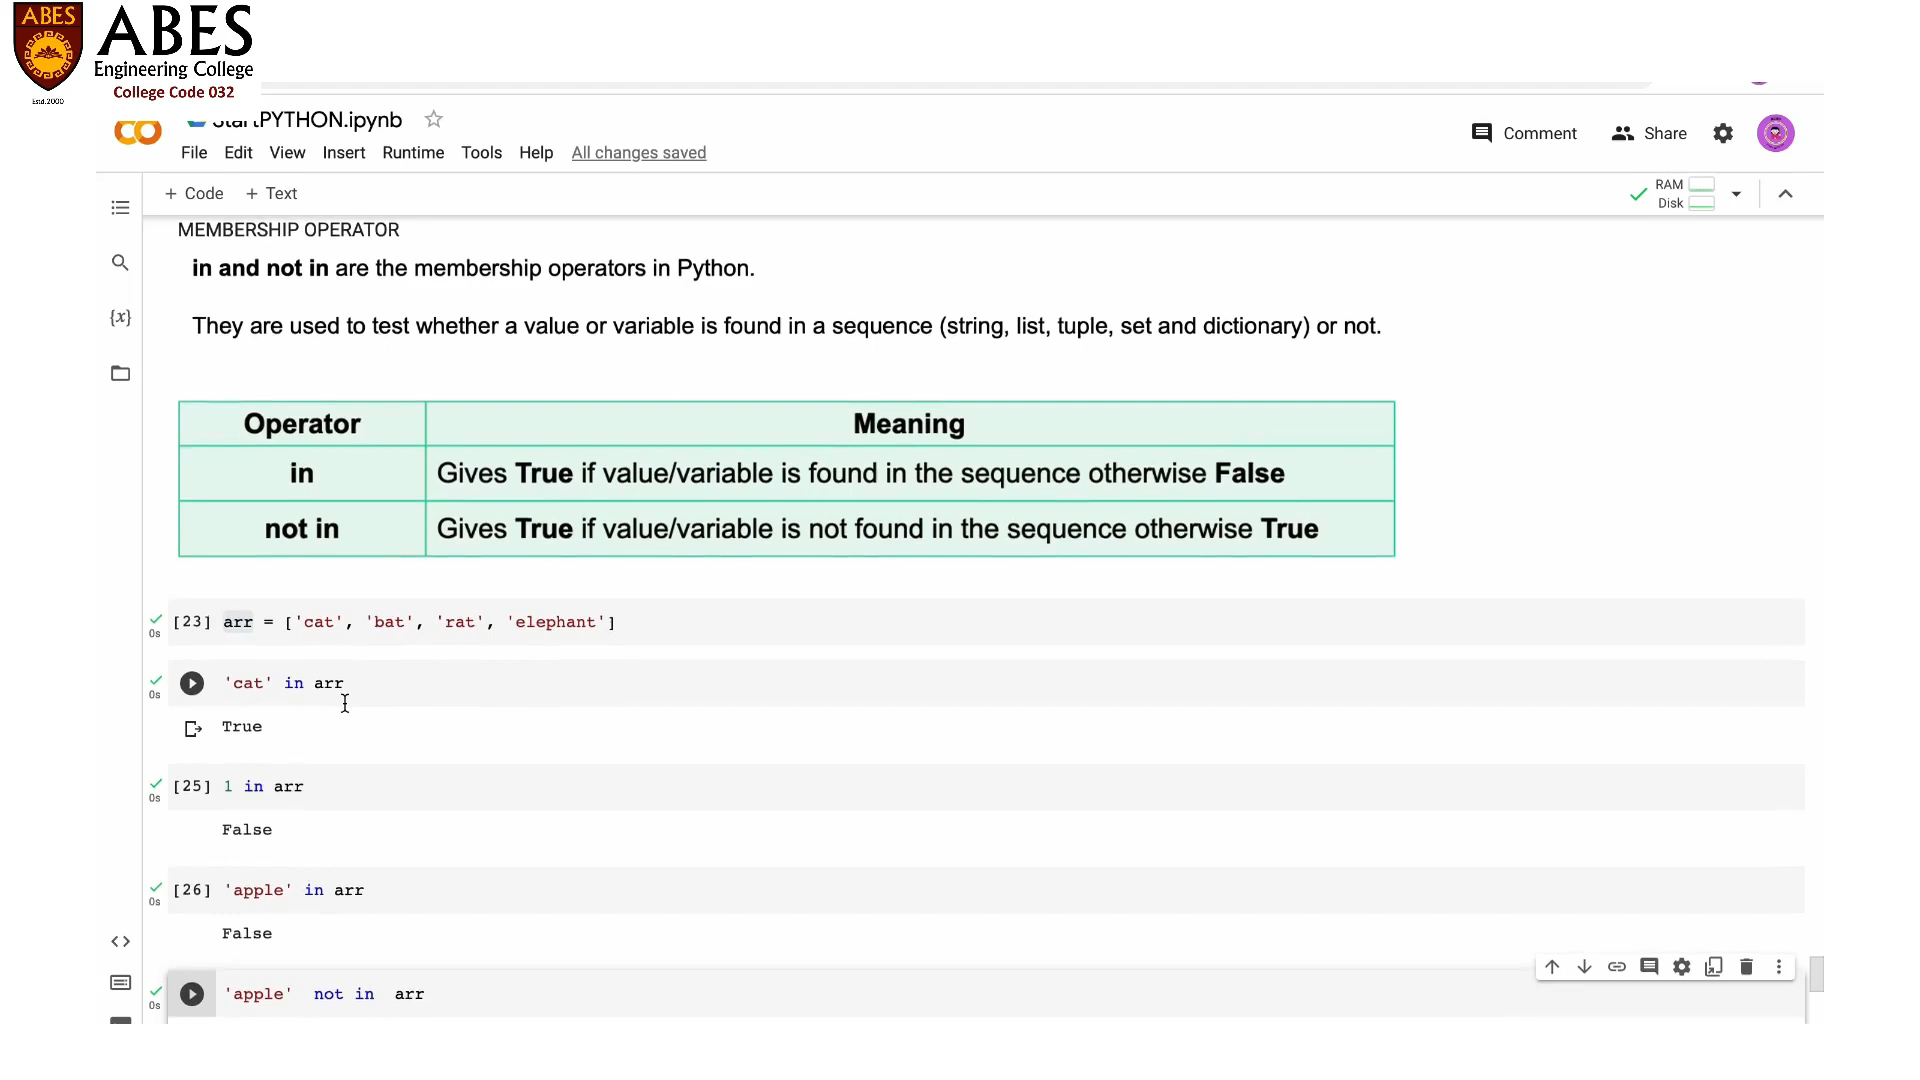 ABES
ABES
Engineering College
College Code 032
Estd.2000
StartPYTHON.ipynb
Comment
Share
File Edit View Insert Runtime Tools Help All changes saved
+ Code + Text
RAM
Disk
MEMBERSHIP OPERATOR
in and not in are the membership operators in Python.
{x}
They are used to test whether a value or variable is found in a sequence (string, list, tuple, set and dictionary) or not.
Operator Meaning
in Gives True if value/variable is found in the sequence otherwise False
not in Gives True if value/variable is not found in the sequence otherwise True
[23] arr = ['cat', 'bat', 'rat', 'elephant']
0s
'cat' in arr
0s
True
[25] 1 in arr
0s
False
[26] 'apple' in arr
0s
False
'apple' not in arr
0s